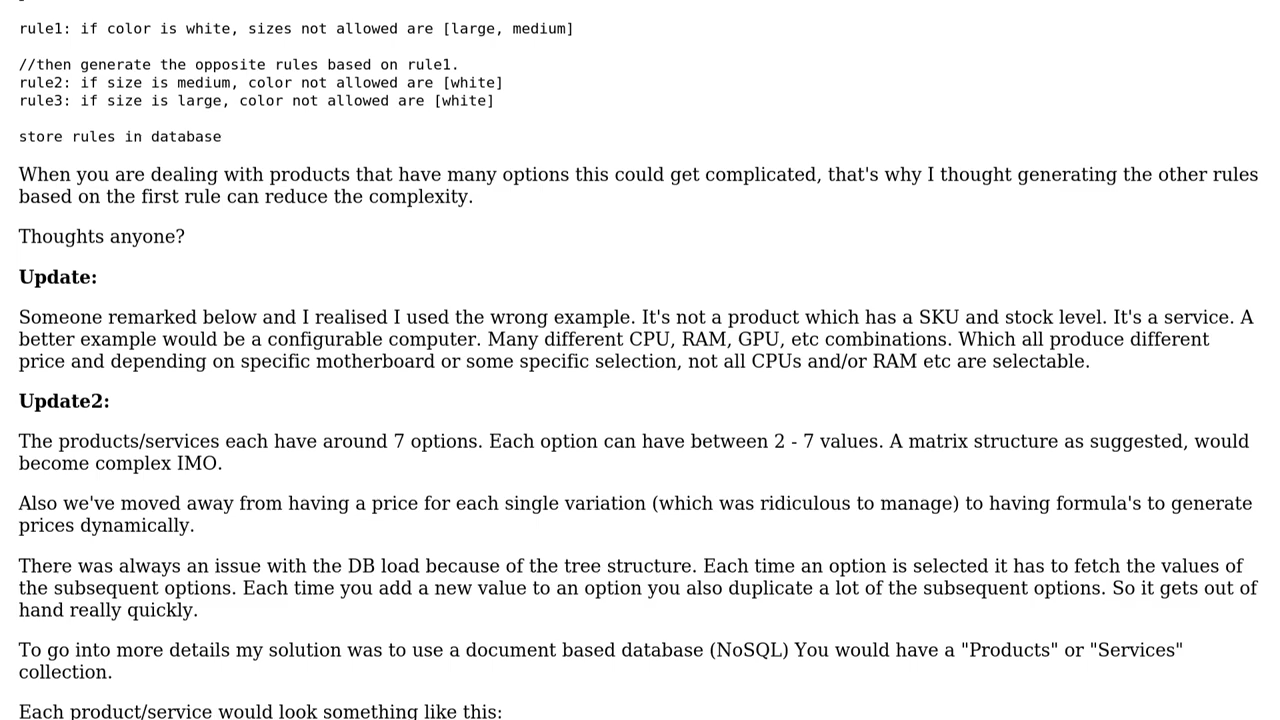 rule1: if color is white, sizes not allowed are [large, medium]
//then generate the opposite rules based on rule1.
rule2: if size is medium, color not allowed are [white]
rule3: if size is large, color not allowed are [white]
store rules in database
When you are dealing with products that have many options this could get complicated, that's why I thought generating the other rules
based on the first rule can reduce the complexity.
Thoughts anyone?
Update:
Someone remarked below and I realised I used the wrong example. It's not a product which has a SKU and stock level. It's a service. A
better example would be a configurable computer. Many different CPU, RAM, GPU, etc combinations. Which all produce different
price and depending on specific motherboard or some specific selection, not all CPUs and/or RAM etc are selectable.
Update2:
The products/services each have around 7 options. Each option can have between 2 - 7 values. A matrix structure as suggested, would
become complex IMO.
Also we've moved away from having a price for each single variation (which was ridiculous to manage) to having formula's to generate
prices dynamically.
There was always an issue with the DB load because of the tree structure. Each time an option is selected it has to fetch the values of
the subsequent options. Each time you add a new value to an option you also duplicate a lot of the subsequent options. So it gets out of
hand really quickly.
To go into more details my solution was to use a document based database (NoSQL) You would have a "Products" or "Services"
collection.
Each product/service would look something like this: